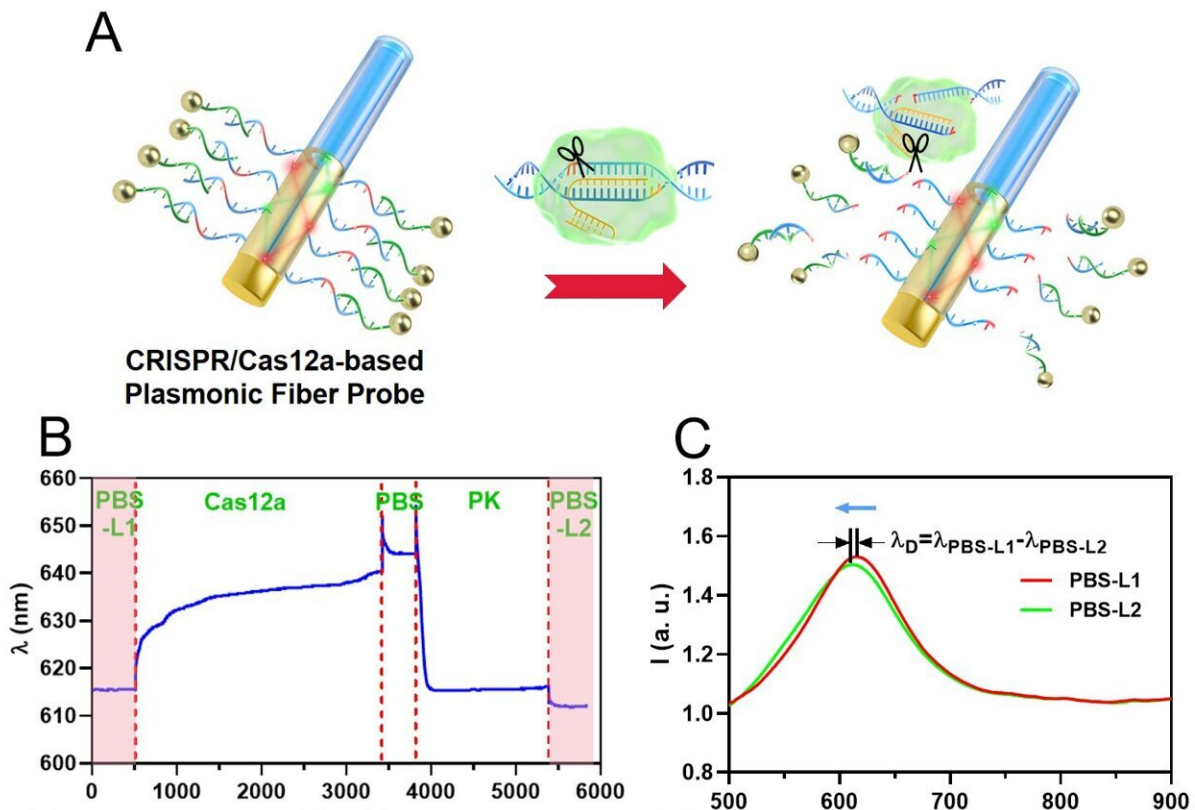 A
CRISPR/Cas12a-based
Plasmonic Fiber Probe
B
660
650
640
630
620
610
600
λ (nm)
PBS
-L1
Cas12a
PBS
PK
PBS
-L2
0 1000 2000 3000 4000 5000 6000
C
1.8
1.6
1.4
1.2
1.0
0.8
I (a. u.)
λD=λPBS-L1-λPBS-L2
PBS-L1
PBS-L2
500 600 700 800 900